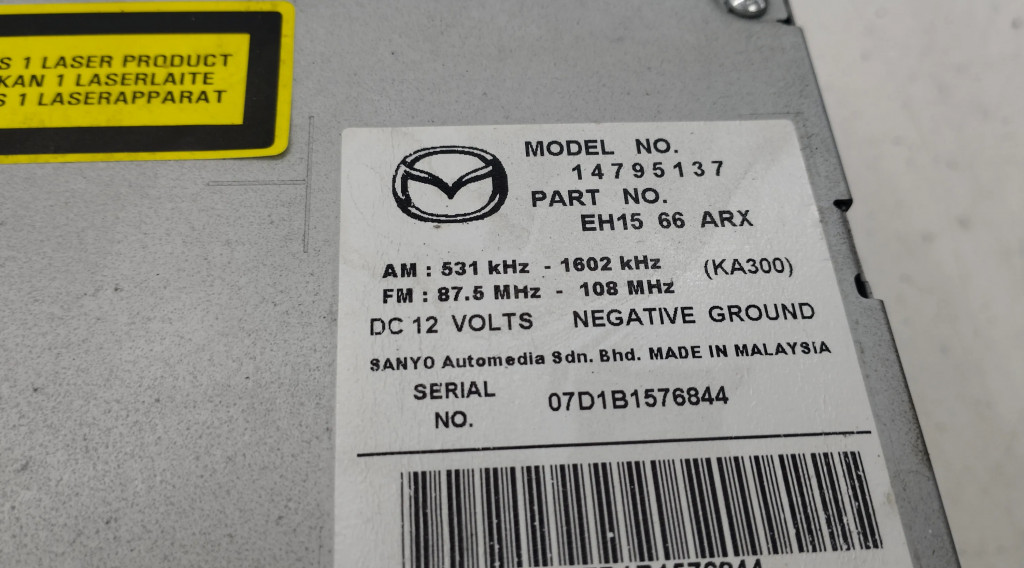 S 1 LASER PRODUCT
KAN 1 LASERLAITE
S 1 LASERAPPARAT
MODEL NO.
14795137
PART NO.
EH15 66 ARX
AM : 531 kHz - 1602 kHz (KA300)
FM : 87.5 MHz - 108 MHz
DC 12 VOLTS NEGATIVE GROUND
SANYO Automedia Sdn. Bhd. MADE IN MALAYSIA
SERIAL
NO.
07D1B1576844